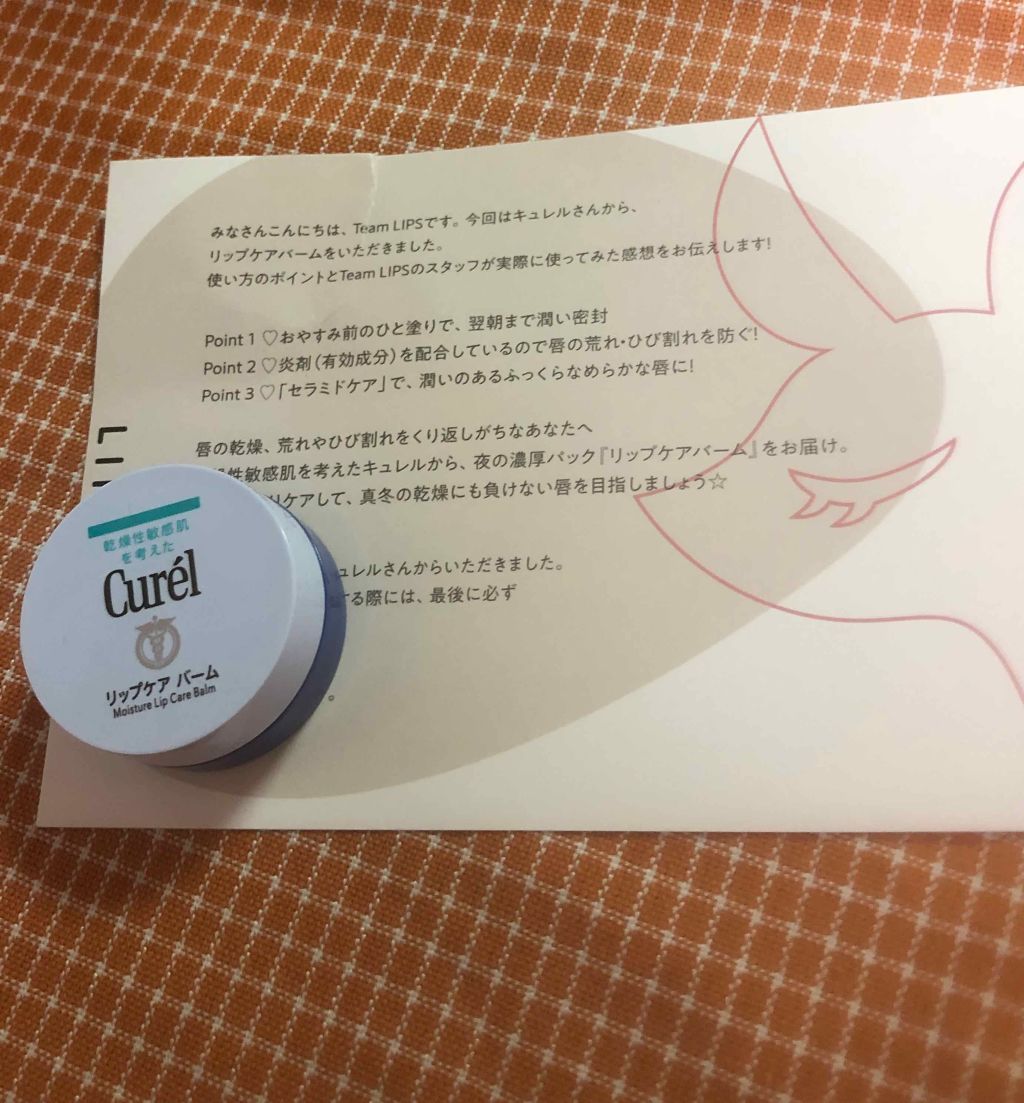 みなさんこんにちは、Team LIPSです。今回はキュレルさんから、
リップケアバームをいただきました。
使い方のポイントとTeam LIPSのスタッフが実際に使ってみた感想をお伝えします!
Point 1 ♡おやすみ前のひと塗りで、翌朝まで潤い密封
Point 2 ♡炎剤(有効成分)を配合しているので唇の荒れ・ひび割れを防ぐ!
Point 3 ♡「セラミドケア」で、潤いのあるふっくらなめらかな唇に!
唇の乾燥、荒れやひび割れをくり返しがちなあなたへ
性敏感肌を考えたキュレルから、夜の濃厚パック『リップケアバーム』をお届け。
ケアして、真冬の乾燥にも負けない唇を目指しましょう☆
ュレルさんからいただきました。
する際には、最後に必ず
。
乾燥性敏感肌
を考えた
Curél
リップケア バーム
Moisture Lip Care Balm